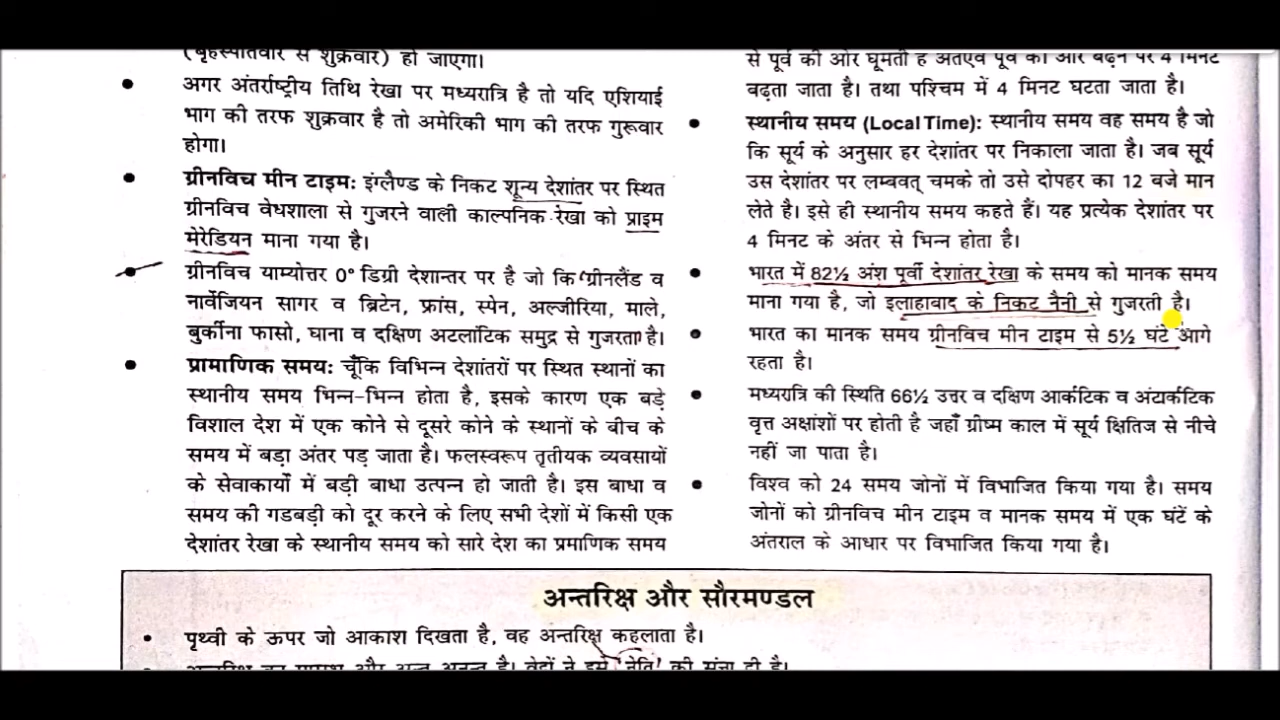 (बृहस्पतिवार से शुक्रवार) हो जाएगा।
अगर अंतर्राष्ट्रीय तिथि रेखा पर मध्यरात्रि है तो यदि एशियाई
भाग की तरफ शुक्रवार है तो अमेरिकी भाग की तरफ गुरूवार
होगा।
ग्रीनविच मीन टाइम: इंग्लैण्ड के निकट शून्य देशांतर पर स्थित
ग्रीनविच वेधशाला से गुजरने वाली काल्पनिक रेखा को प्राइम
मेरेडियन माना गया है।
ग्रीनविच याम्योत्तर 0° डिग्री देशान्तर पर है जो कि ग्रीनलैंड व
नार्वेजियन सागर व ब्रिटेन, फ्रांस, स्पेन, अल्जीरिया, माले,
बुर्कीना फासो, घाना व दक्षिण अटलांटिक समुद्र से गुजरता है।
प्रामाणिक समय: चूँकि विभिन्न देशांतरों पर स्थित स्थानों का
स्थानीय समय भिन्न-भिन्न होता है, इसके कारण एक बड़े
विशाल देश में एक कोने से दूसरे कोने के स्थानों के बीच के
समय में बड़ा अंतर पड़ जाता है। फलस्वरूप तृतीयक व्यवसायों
के सेवाकार्यो में बड़ी बाधा उत्पन्न हो जाती है। इस बाधा व
समय की गडबड़ी को दूर करने के लिए सभी देशों में किसी एक
देशांतर रेखा के स्थानीय समय को सारे देश का प्रमाणिक समय
से पूर्व की ओर घूमती है अतएव पूर्व की ओर बढ़ने पर 4 मिनट
बढ़ता जाता है। तथा पश्चिम में 4 मिनट घटता जाता है।
स्थानीय समय (Local Time): स्थानीय समय वह समय है जो
कि सूर्य के अनुसार हर देशांतर पर निकाला जाता है। जब सूर्य
उस देशांतर पर लम्बवत् चमके तो उसे दोपहर का 12 बजे मान
लेते है। इसे ही स्थानीय समय कहते हैं। यह प्रत्येक देशांतर पर
4 मिनट के अंतर से भिन्न होता है।
भारत में 82½ अंश पूर्वी देशांतर रेखा के समय को मानक समय
माना गया है, जो इलाहाबाद के निकट नैनी से गुजरती है।
भारत का मानक समय ग्रीनविच मीन टाइम से 5½ घंटे आगे
रहता है।
मध्यरात्रि की स्थिति 66½ उत्तर व दक्षिण आर्कटिक व अंटार्कटिक
वृत्त अक्षांशों पर होती है जहाँ ग्रीष्म काल में सूर्य क्षितिज से नीचे
नहीं जा पाता है।
विश्व को 24 समय जोनों में विभाजित किया गया है। समय
जोनों को ग्रीनविच मीन टाइम व मानक समय में एक घंटें के
अंतराल के आधार पर विभाजित किया गया है।
अन्तरिक्ष और सौरमण्डल
पृथ्वी के ऊपर जो आकाश दिखता है, वह अन्तरिक्ष कहलाता है।
और अन्त अनन्त है। वेदों ने इसे 'नेति' की संज्ञा दी है।